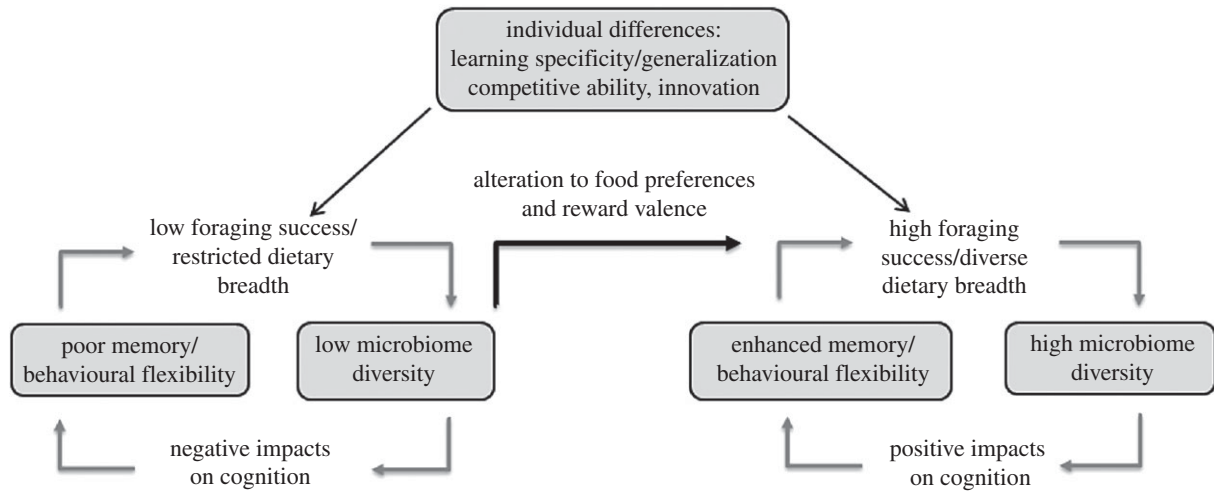 individual differences:
learning specificity/generalization
competitive ability, innovation
alteration to food preferences
and reward valence
low foraging success/
restricted dietary
breadth
high foraging
success/diverse
dietary breadth
poor memory/
behavioural flexibility
low microbiome
diversity
enhanced memory/
behavioural flexibility
high microbiome
diversity
negative impacts
on cognition
positive impacts
on cognition